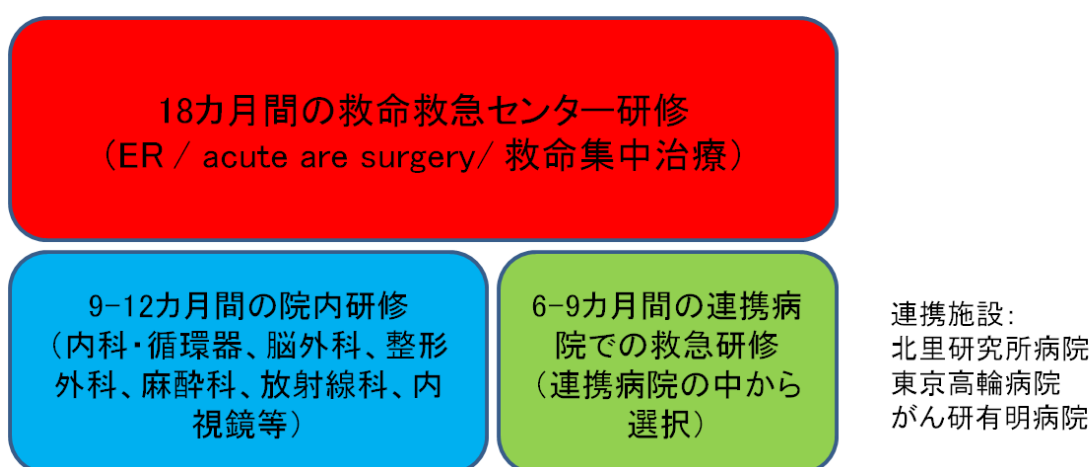 18カ月間の救命救急センター研修
（ER / acute are surgery/ 救命集中治療）
9-12カ月間の院内研修
（内科・循環器、脳外科、整形
外科、麻酔科、放射線科、内
視鏡等）
6-9カ月間の連携病
院での救急研修
（連携病院の中から
選択）
連携施設：
北里研究所病院
東京高輪病院
がん研有明病院